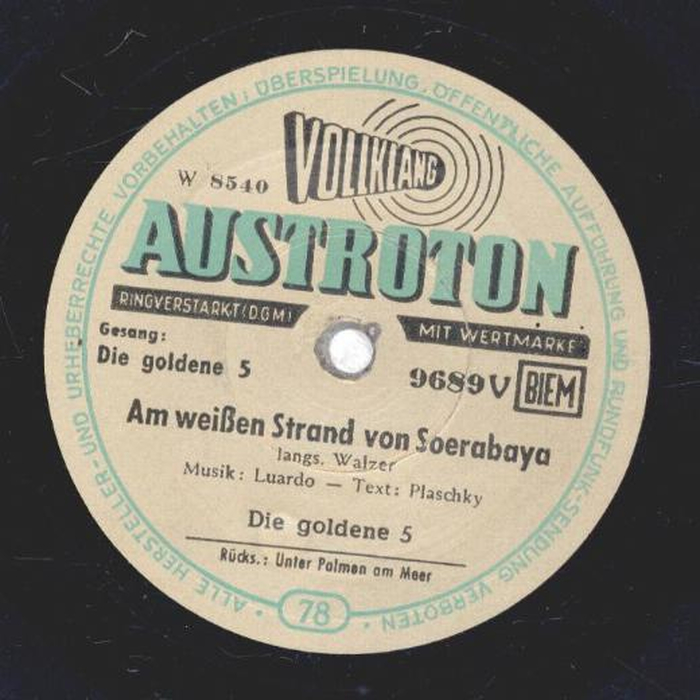 ALLE HERSTELLER- UND URHEBERRECHTE VORBEHALTEN; ÜBERSPIELUNG, ÖFFENTLICHE AUFFÜHRUNG UND RUNDFUNK-SENDUNG VERBOTEN
VOLLKLANG
W 8540
AUSTROTON
RINGVERSTÄRKT (D.G.M.)
MIT WERTMARKE
Gesang:
Die goldene 5
9689 V BIEM
Am weißen Strand von Soerabaya
langs. Walzer
Musik: Luardo — Text: Plaschky
Die goldene 5
Rücks.: Unter Palmen am Meer
78